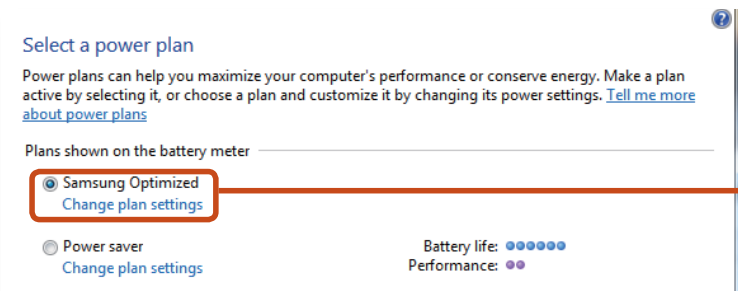 ?
Select a power plan
Power plans can help you maximize your computer's performance or conserve energy. Make a plan
active by selecting it, or choose a plan and customize it by changing its power settings. Tell me more
about power plans
Plans shown on the battery meter
Samsung Optimized
Change plan settings
Power saver Battery life:
Change plan settings Performance: